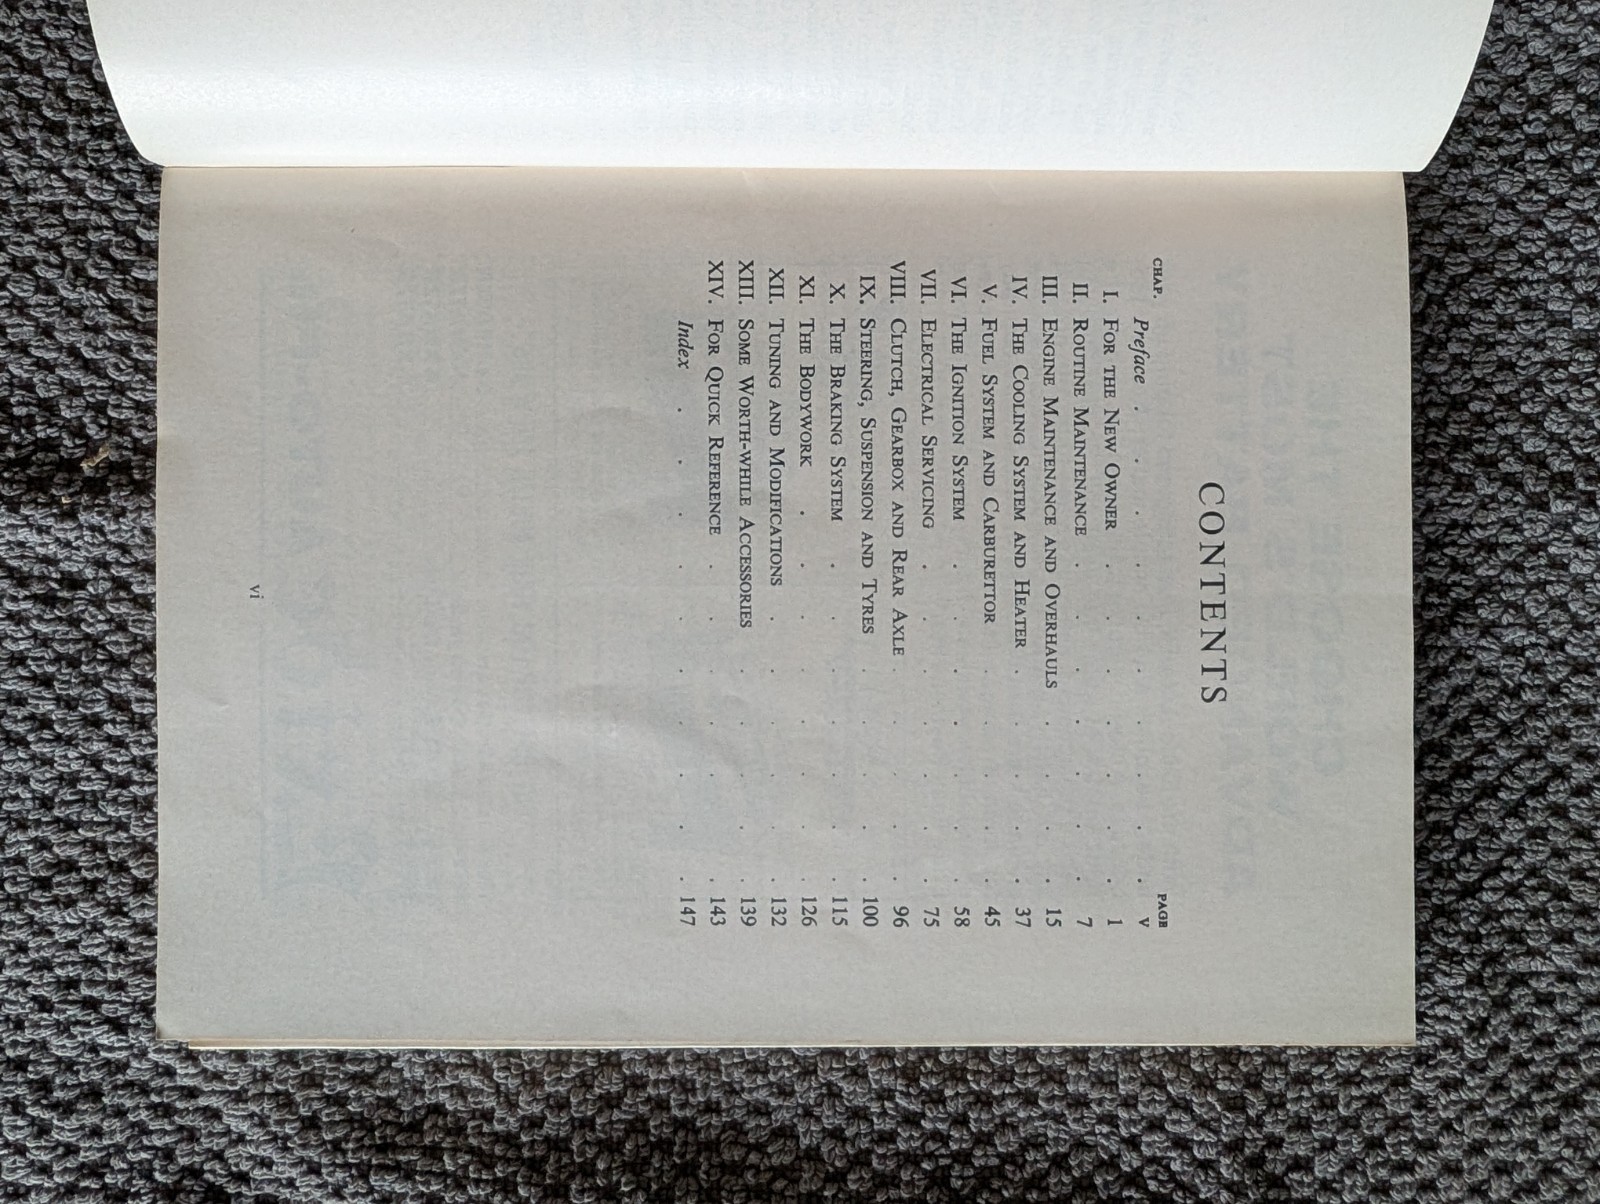 CONTENTS
CHAP. PAGE
Preface . . . . . . . . . . v
I. FOR THE NEW OWNER . . . . . . . 1
II. ROUTINE MAINTENANCE . . . . . . . 7
III. ENGINE MAINTENANCE AND OVERHAULS . . . . 15
IV. THE COOLING SYSTEM AND HEATER . . . . . 37
V. FUEL SYSTEM AND CARBURETTOR . . . . . 45
VI. THE IGNITION SYSTEM . . . . . . . 58
VII. ELECTRICAL SERVICING . . . . . . . 75
VIII. CLUTCH, GEARBOX AND REAR AXLE . . . . . 96
IX. STEERING, SUSPENSION AND TYRES . . . . . 100
X. THE BRAKING SYSTEM . . . . . . . 115
XI. THE BODYWORK . . . . . . . . 126
XII. TUNING AND MODIFICATIONS . . . . . . 132
XIII. SOME WORTH-WHILE ACCESSORIES . . . . . 139
XIV. FOR QUICK REFERENCE . . . . . . . 143
Index . . . . . . . . . . 147
vi